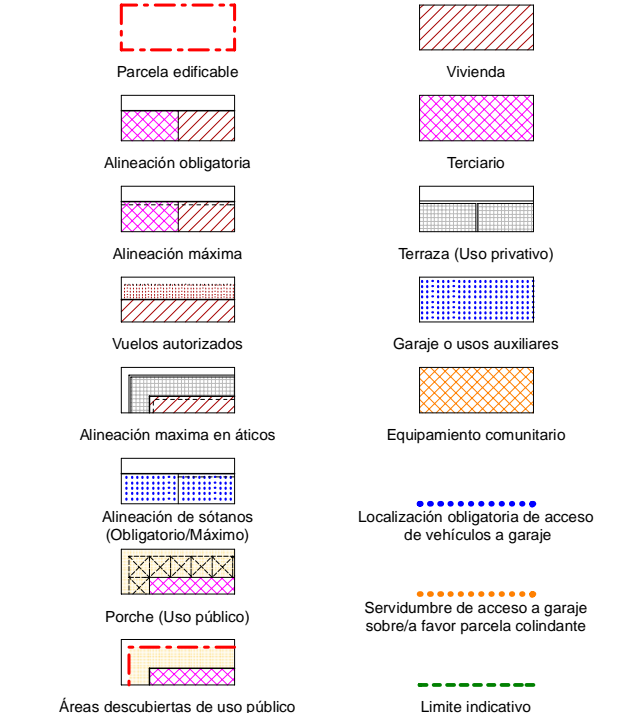 Parcela edificable
Vivienda
Alineación obligatoria
Terciario
Alineación máxima
Terraza (Uso privativo)
Vuelos autorizados
Garaje o usos auxiliares
Alineación maxima en áticos
Equipamiento comunitario
Alineación de sótanos
(Obligatorio/Máximo)
Localización obligatoria de acceso
de vehículos a garaje
Porche (Uso público)
Servidumbre de acceso a garaje
sobre/a favor parcela colindante
Áreas descubiertas de uso público
Limite indicativo